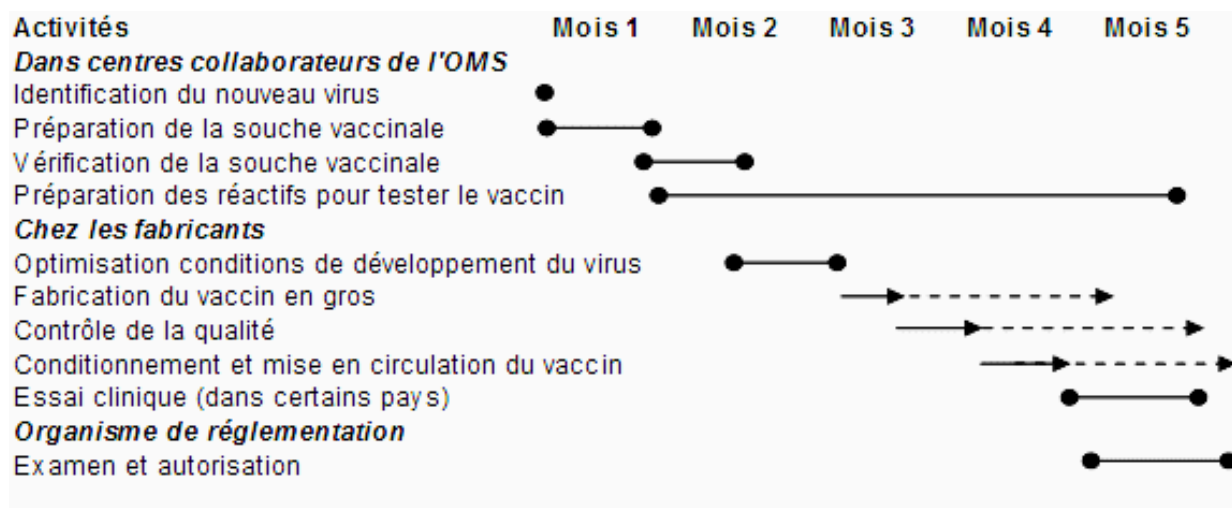 Activités Mois 1 Mois 2 Mois 3 Mois 4 Mois 5
Dans centres collaborateurs de l'OMS
Identification du nouveau virus
Préparation de la souche vaccinale
Vérification de la souche vaccinale
Préparation des réactifs pour tester le vaccin
Chez les fabricants
Optimisation conditions de développement du virus
Fabrication du vaccin en gros
Contrôle de la qualité
Conditionnement et mise en circulation du vaccin
Essai clinique (dans certains pays)
Organisme de réglementation
Examen et autorisation